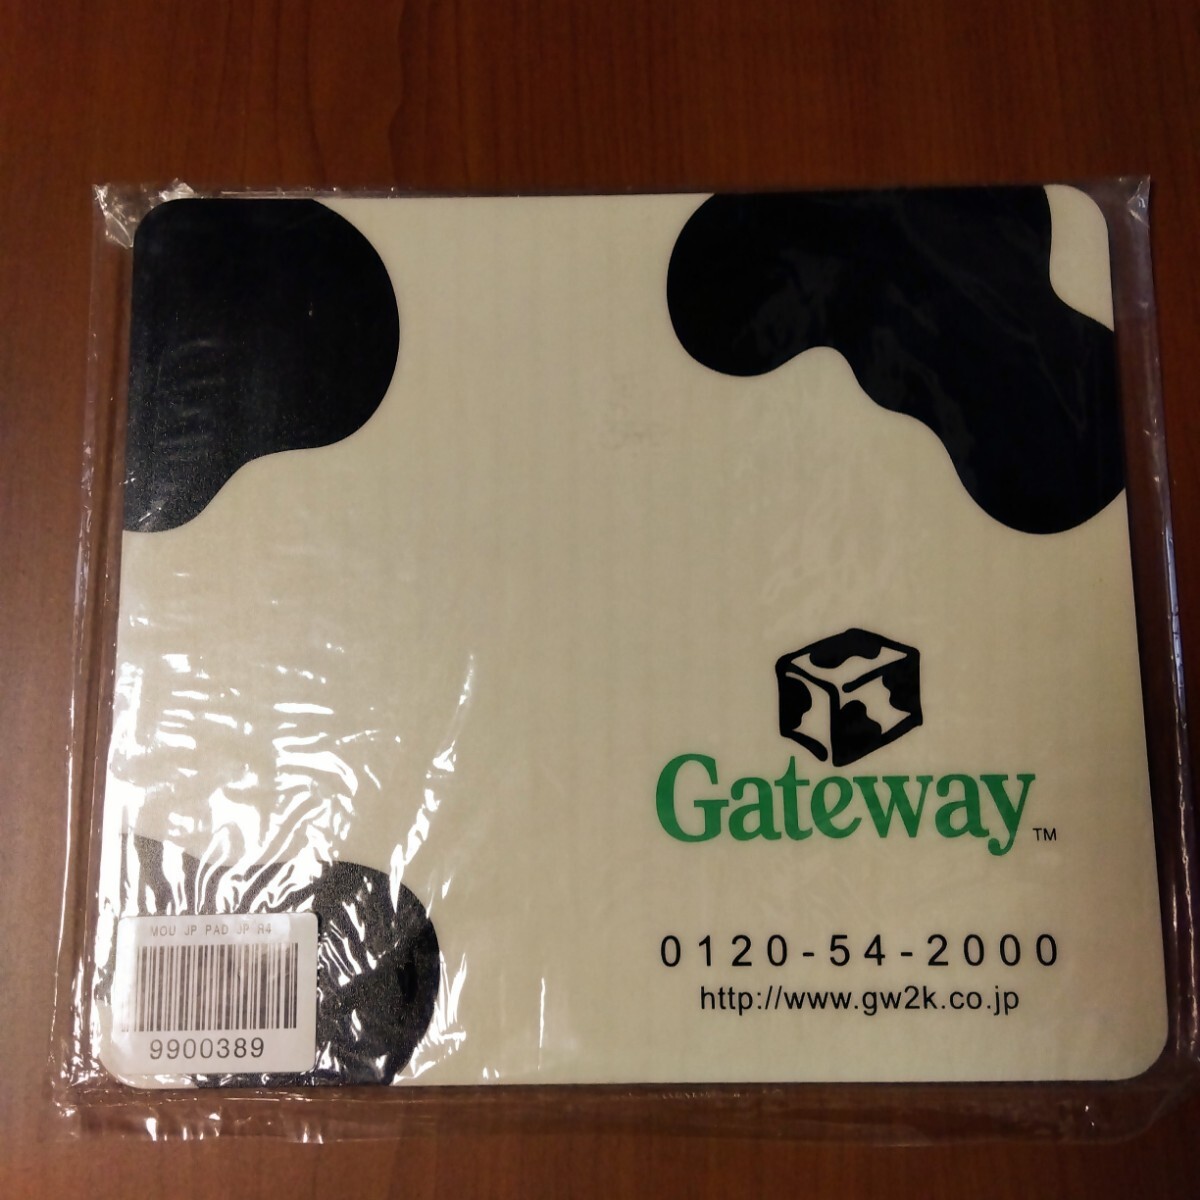 Gateway™
0120-54-2000
http://www.gw2k.co.jp
MOU JP PAD JP R4
9900389